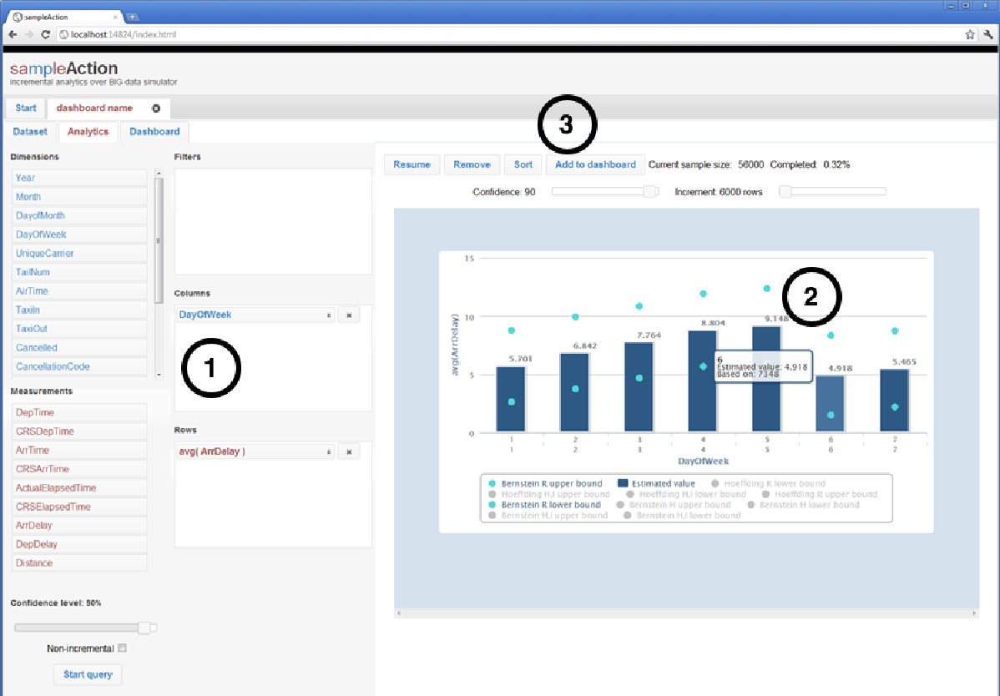 sampleAction
localhost:14824/index.html
sampleAction
incremental analytics over BIG data simulator
Start
dashboard name
Dataset
Analytics
Dashboard
Dimensions
Year
Month
DayofMonth
DayOfWeek
UniqueCarrier
TailNum
AirTime
TaxiIn
TaxiOut
Cancelled
CancellationCode
Measurements
DepTime
CRSDepTime
ArrTime
CRSArrTime
ActualElapsedTime
CRSElapsedTime
ArrDelay
DepDelay
Distance
Confidence level: 90%
Non-incremental
Start query
Filters
Columns
DayOfWeek
1
Rows
avg( ArrDelay )
3
Resume Remove Sort Add to dashboard Current sample size: 56000 Completed: 0.32%
Confidence: 90 Increment: 6000 rows
15
10
5
0
avg(ArrDelay)
2
5.701 6.842 7.764 8.804 9.148 4.918 5.465
6
Estimated value: 4.918
Based on: 7348
1 2 3 4 5 6 7
1 2 3 4 5 6 7
DayOfWeek
Bernstein R upper bound Estimated value Hoeffding R lower bound
Hoeffding H,I upper bound Hoeffding H,I lower bound Hoeffding R upper bound
Bernstein R lower bound Bernstein H upper bound Bernstein H lower bound
Bernstein H,I upper bound Bernstein H,I lower bound